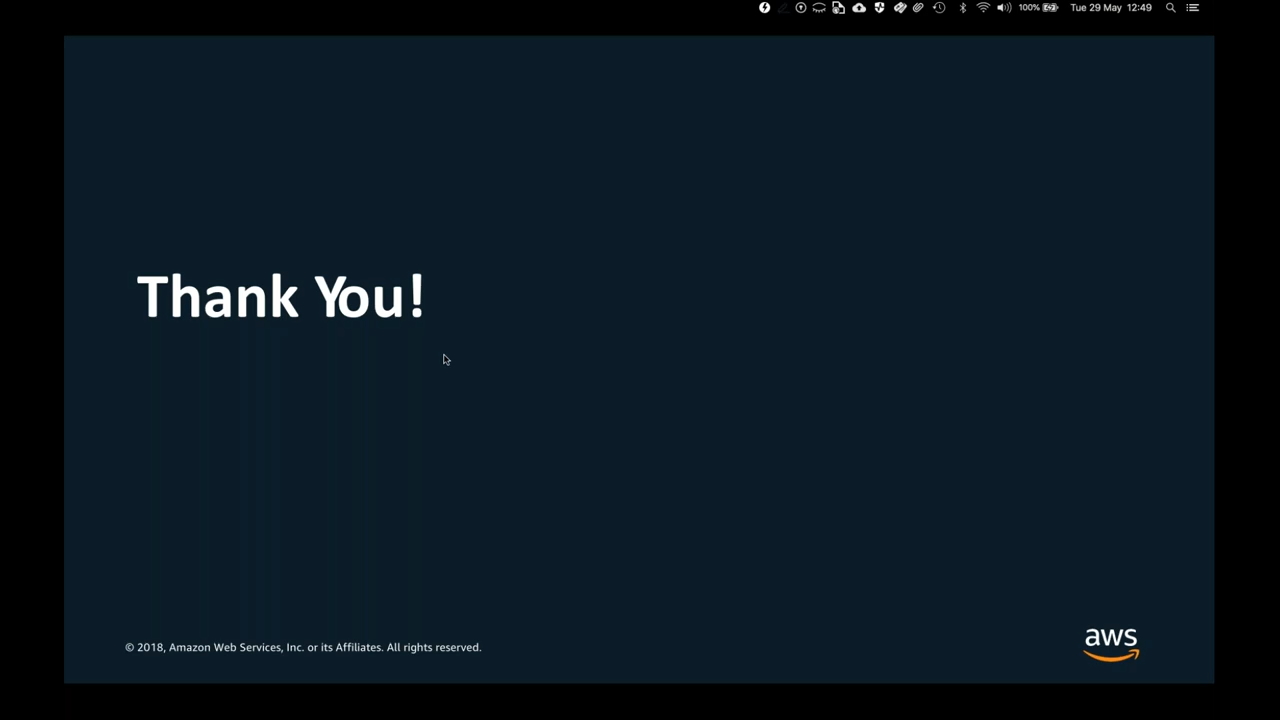 100% Tue 29 May 12:49
Thank You!
© 2018, Amazon Web Services, Inc. or its Affiliates. All rights reserved.
aws